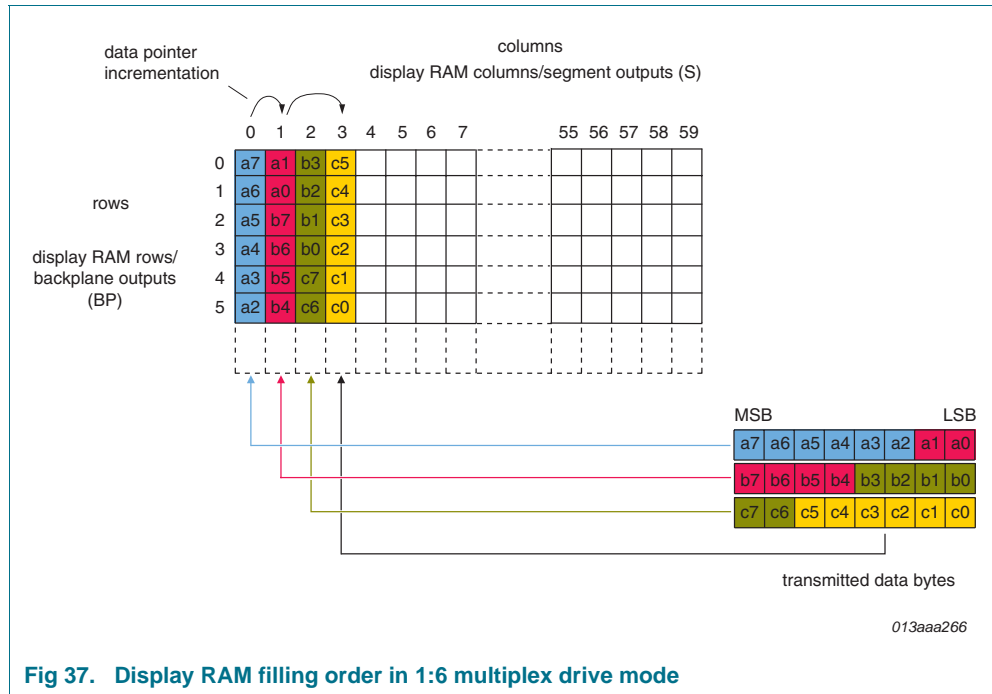 columns
display RAM columns/segment outputs (S)
data pointer
incrementation
0 1 2 3 4 5 6 7 55 56 57 58 59
0 a7 a1 b3 c5
1 a6 a0 b2 c4
rows
2 a5 b7 b1 c3
3 a4 b6 b0 c2
display RAM rows/
backplane outputs
(BP)
4 a3 b5 c7 c1
5 a2 b4 c6 c0
MSB LSB
a7 a6 a5 a4 a3 a2 a1 a0
b7 b6 b5 b4 b3 b2 b1 b0
c7 c6 c5 c4 c3 c2 c1 c0
transmitted data bytes
013aaa266
Fig 37. Display RAM filling order in 1:6 multiplex drive mode